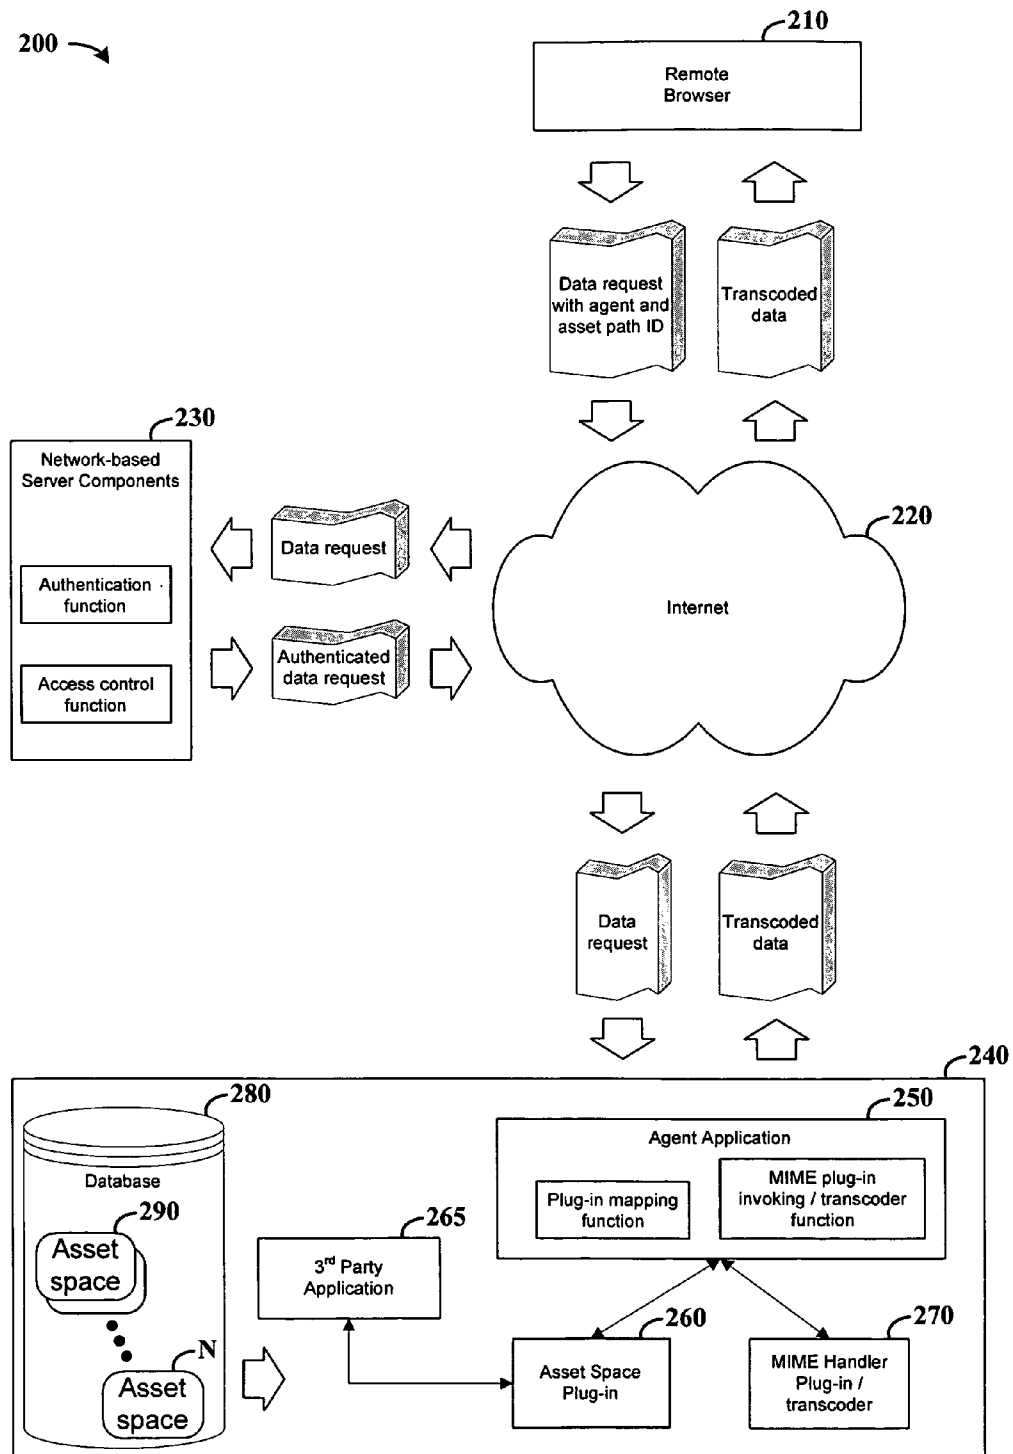 200
210
Remote
Browser
Data request
with agent and
asset path ID
Transcoded
data
230
Network-based
Server Components
Authentication
function
Access control
function
Data request
Authenticated
data request
220
Internet
Data
request
Transcoded
data
240
280
Database
290
Asset
space
N
Asset
space
265
3rd Party
Application
250
Agent Application
Plug-in mapping
function
MIME plug-in
invoking / transcoder
function
260
Asset Space
Plug-in
270
MIME Handler
Plug-in /
transcoder